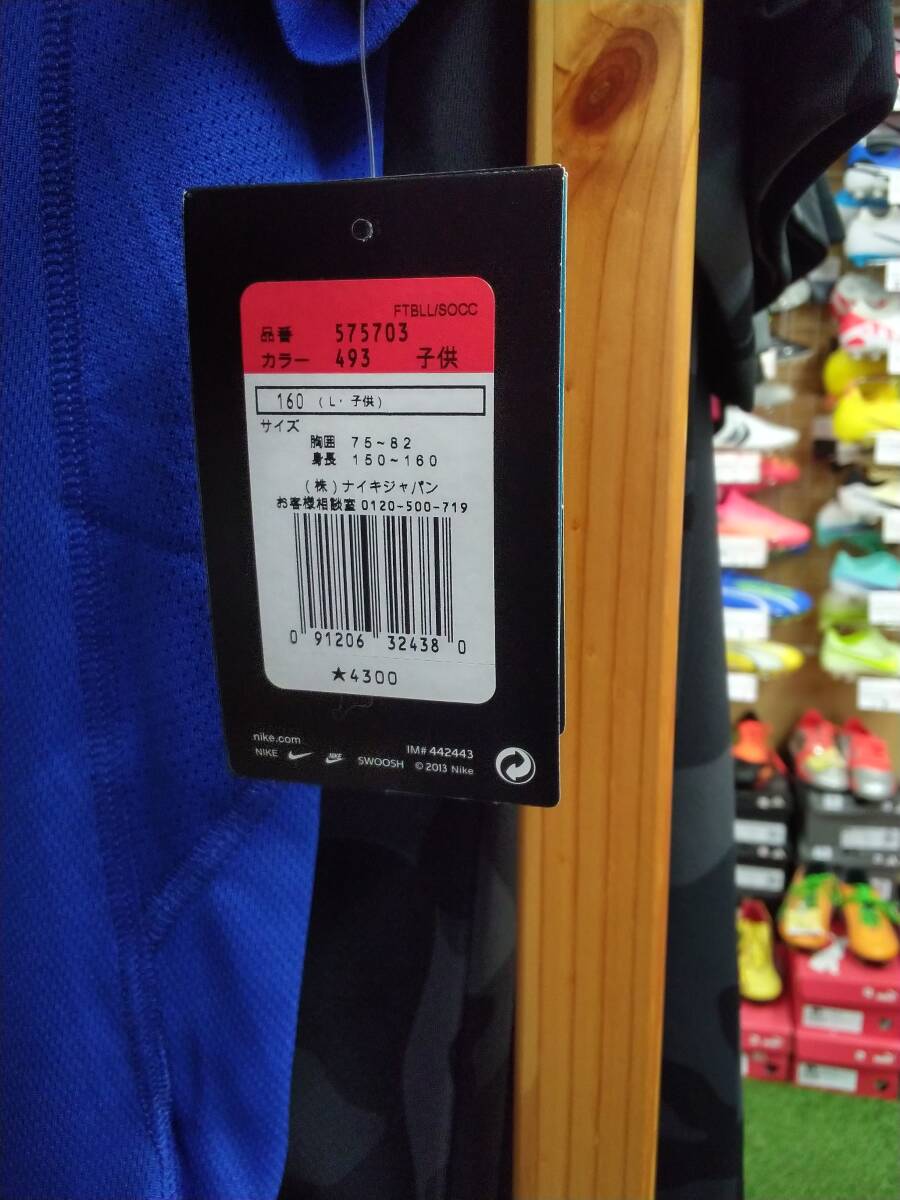 FTBLL/SOCC
品番 575703
カラー 493 子供
160 (L・子供)
サイズ
胸囲 75~82
身長 150~160
(株)ナイキジャパン
お客様相談室 0120-500-719
0 91206 32438 0
★4300
nike.com
IM# 442443
NIKE NIKE SWOOSH © 2013 Nike